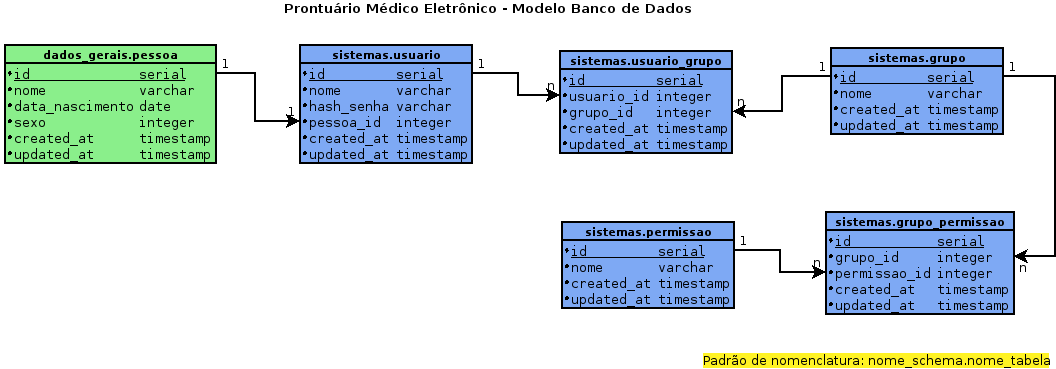 Prontuário Médico Eletrônico - Modelo Banco de Dados
dados_gerais.pessoa
id serial
nome varchar
data_nascimento date
sexo integer
created_at timestamp
updated_at timestamp
1
1
sistemas.usuario
id serial
nome varchar
hash_senha varchar
pessoa_id integer
created_at timestamp
updated_at timestamp
1
n
sistemas.usuario_grupo
id serial
usuario_id integer
grupo_id integer
created_at timestamp
updated_at timestamp
n
1
sistemas.grupo
id serial
nome varchar
created_at timestamp
updated_at timestamp
1
n
sistemas.permissao
id serial
nome varchar
created_at timestamp
updated_at timestamp
1
n
sistemas.grupo_permissao
id serial
grupo_id integer
permissao_id integer
created_at timestamp
updated_at timestamp
Padrão de nomenclatura: nome_schema.nome_tabela